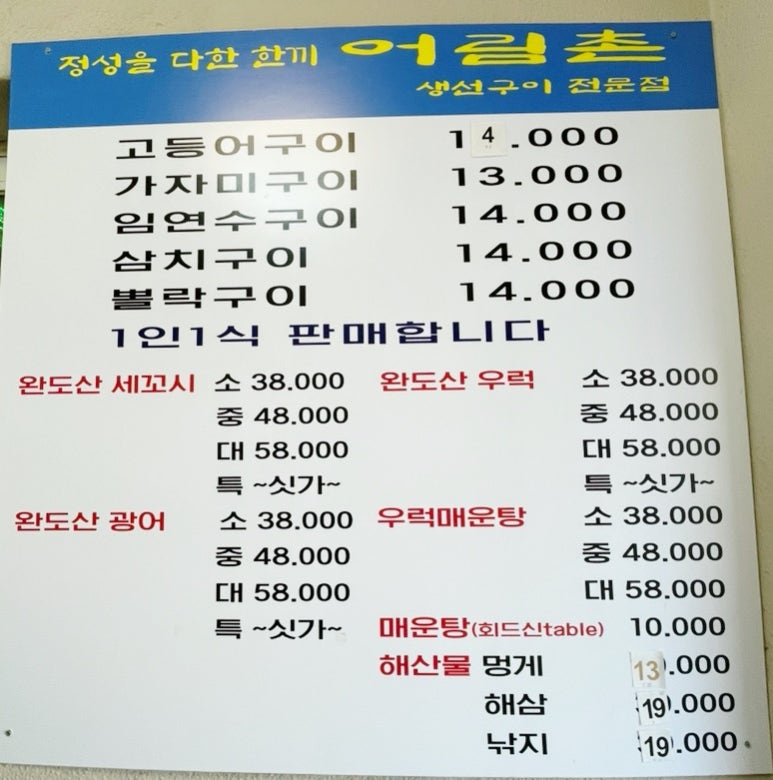 정성을 다한 한끼 어림촌
생선구이 전문점
고등어구이 14.000
가자미구이 13.000
임연수구이 14.000
삼치구이 14.000
뽈락구이 14.000
1인1식 판매합니다
완도산 세꼬시 소 38.000
중 48.000
대 58.000
특 ~싯가~
완도산 우럭 소 38.000
중 48.000
대 58.000
특 ~싯가~
완도산 광어 소 38.000
중 48.000
대 58.000
특 ~싯가~
우럭매운탕 소 38.000
중 48.000
대 58.000
매운탕(회드신table) 10.000
해산물 멍게 13.000
해삼 19.000
낚지 19.000